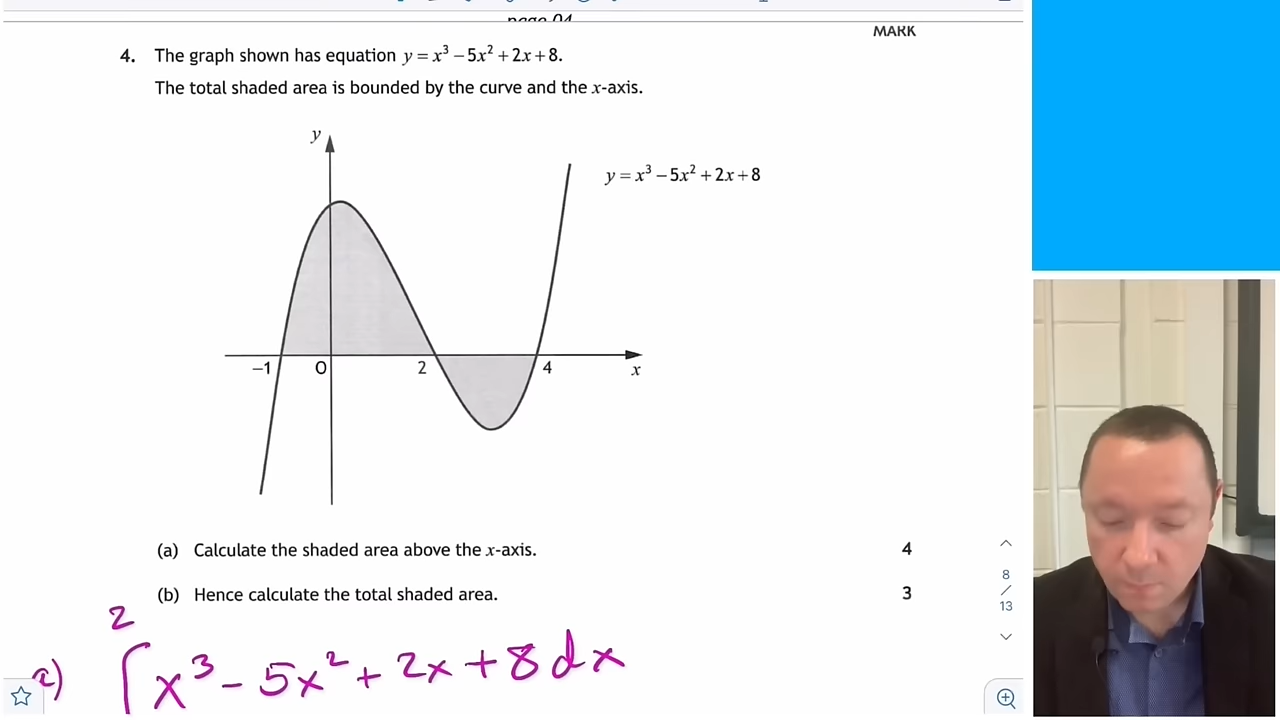 page 04
MARK
4. The graph shown has equation y = x³ − 5x² + 2x + 8.
The total shaded area is bounded by the curve and the x-axis.
y
y = x³ − 5x² + 2x + 8
−1 O 2 4 x
(a) Calculate the shaded area above the x-axis. 4
(b) Hence calculate the total shaded area. 3
8
/
13
2
a) ∫ x³ − 5x² + 2x + 8 dx